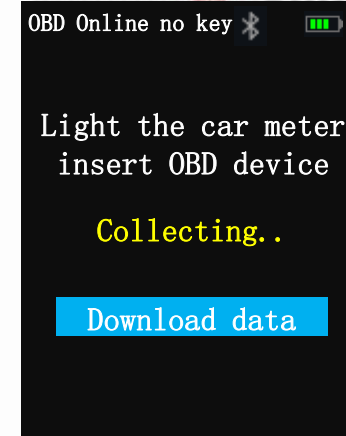 OBD Online no key
Light the car meter
insert OBD device
Collecting..
Download data